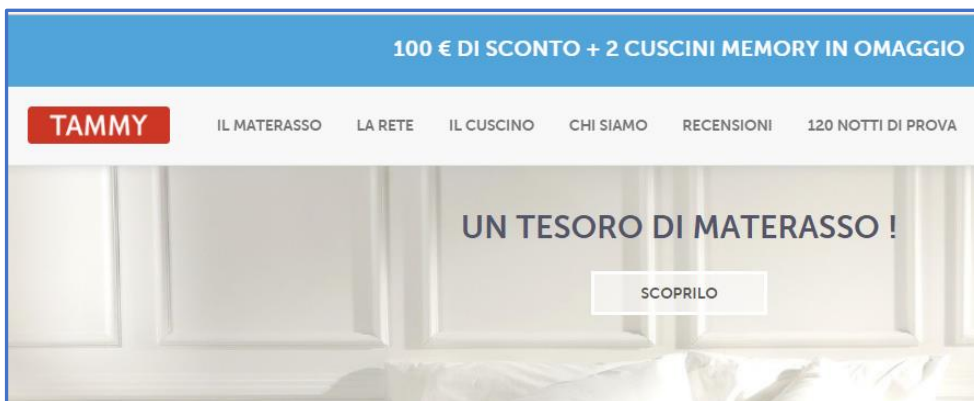 100 € DI SCONTO + 2 CUSCINI MEMORY IN OMAGGIO
TAMMY IL MATERASSO LA RETE IL CUSCINO CHI SIAMO RECENSIONI 120 NOTTI DI PROVA
UN TESORO DI MATERASSO !
SCOPRILO